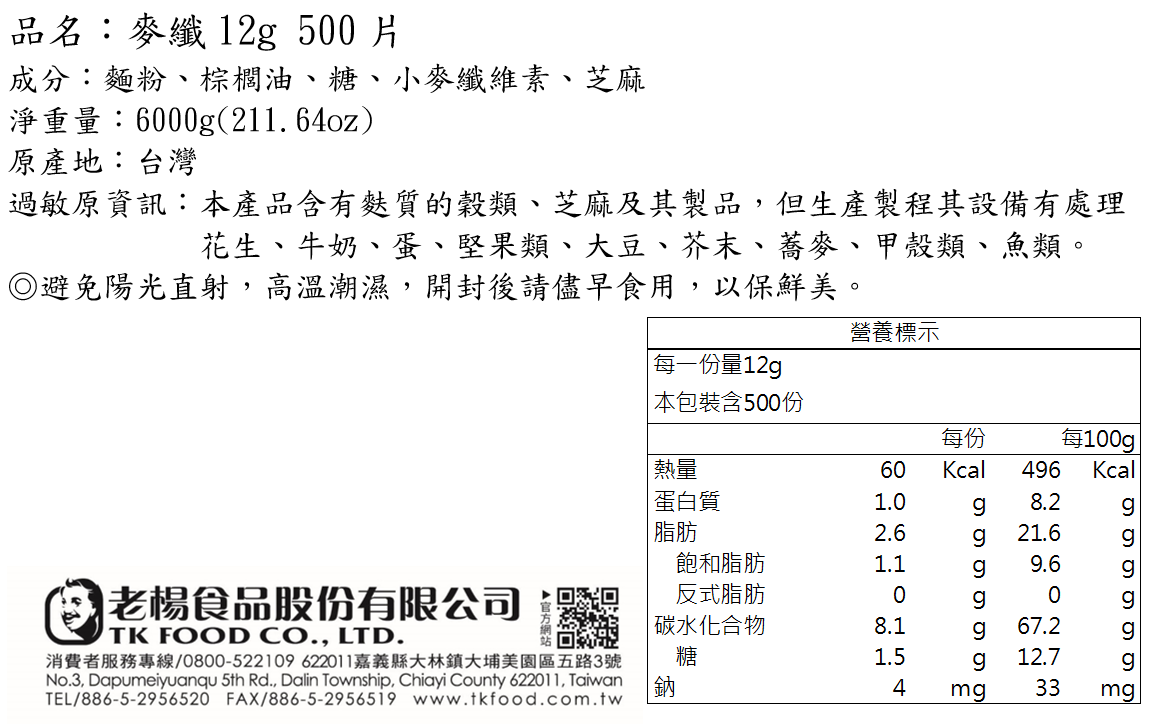 品名：麥纖 12g 500 片
成分：麵粉、棕櫚油、糖、小麥纖維素、芝麻
淨重量：6000g(211.64oz)
原產地：台灣
過敏原資訊：本產品含有麩質的穀類、芝麻及其製品，但生產製程其設備有處理
花生、牛奶、蛋、堅果類、大豆、芥末、蕎麥、甲殼類、魚類。
◎避免陽光直射，高溫潮濕，開封後請儘早食用，以保鮮美。
營養標示
每一份量12g
本包裝含500份
每份 每100g
熱量 60 Kcal 496 Kcal
蛋白質 1.0 g 8.2 g
脂肪 2.6 g 21.6 g
飽和脂肪 1.1 g 9.6 g
反式脂肪 0 g 0 g
碳水化合物 8.1 g 67.2 g
糖 1.5 g 12.7 g
鈉 4 mg 33 mg
老楊食品股份有限公司
TK FOOD CO., LTD.
▶官方網站
消費者服務專線/0800-522109 622011嘉義縣大林鎮大埔美園區五路3號
No.3, Dapumeiyuanqu 5th Rd., Dalin Township, Chiayi County 622011, Taiwan
TEL/886-5-2956520 FAX/886-5-2956519 www.tkfood.com.tw